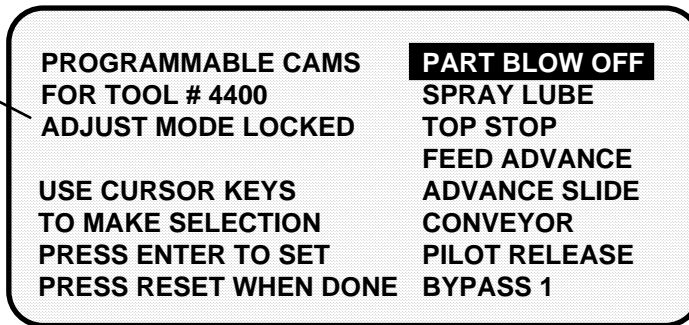 PROGRAMMABLE CAMS
FOR TOOL # 4400
ADJUST MODE LOCKED
USE CURSOR KEYS
TO MAKE SELECTION
PRESS ENTER TO SET
PRESS RESET WHEN DONE
PART BLOW OFF
SPRAY LUBE
TOP STOP
FEED ADVANCE
ADVANCE SLIDE
CONVEYOR
PILOT RELEASE
BYPASS 1